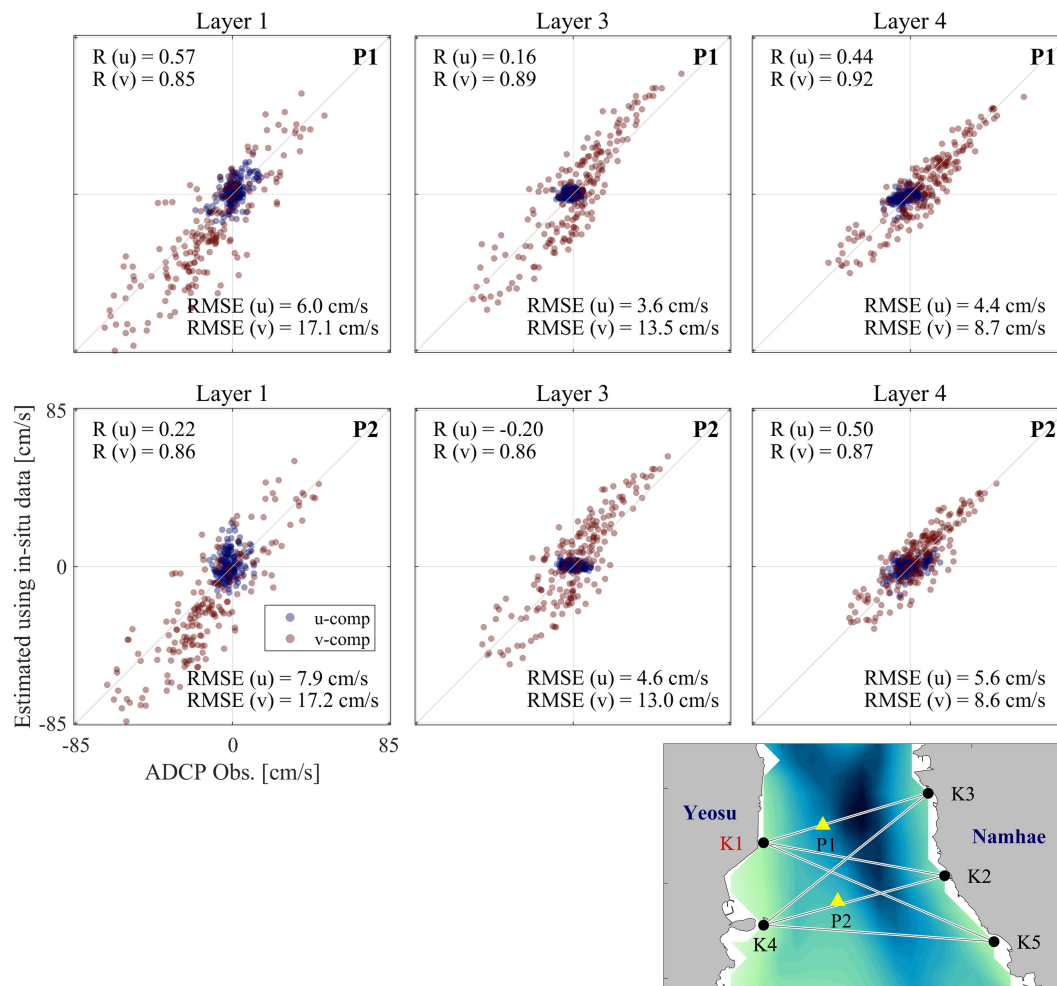 Layer 1
R (u) = 0.57
R (v) = 0.85
P1
RMSE (u) = 6.0 cm/s
RMSE (v) = 17.1 cm/s
Layer 3
R (u) = 0.16
R (v) = 0.89
P1
RMSE (u) = 3.6 cm/s
RMSE (v) = 13.5 cm/s
Layer 4
R (u) = 0.44
R (v) = 0.92
P1
RMSE (u) = 4.4 cm/s
RMSE (v) = 8.7 cm/s
Estimated using in-situ data [cm/s]
85
0
-85
Layer 1
R (u) = 0.22
R (v) = 0.86
P2
u-comp
v-comp
RMSE (u) = 7.9 cm/s
RMSE (v) = 17.2 cm/s
-85
0
85
ADCP Obs. [cm/s]
Layer 3
R (u) = -0.20
R (v) = 0.86
P2
RMSE (u) = 4.6 cm/s
RMSE (v) = 13.0 cm/s
Layer 4
R (u) = 0.50
R (v) = 0.87
P2
RMSE (u) = 5.6 cm/s
RMSE (v) = 8.6 cm/s
K3
Yeosu
Namhae
K1
P1
K2
P2
K4
K5